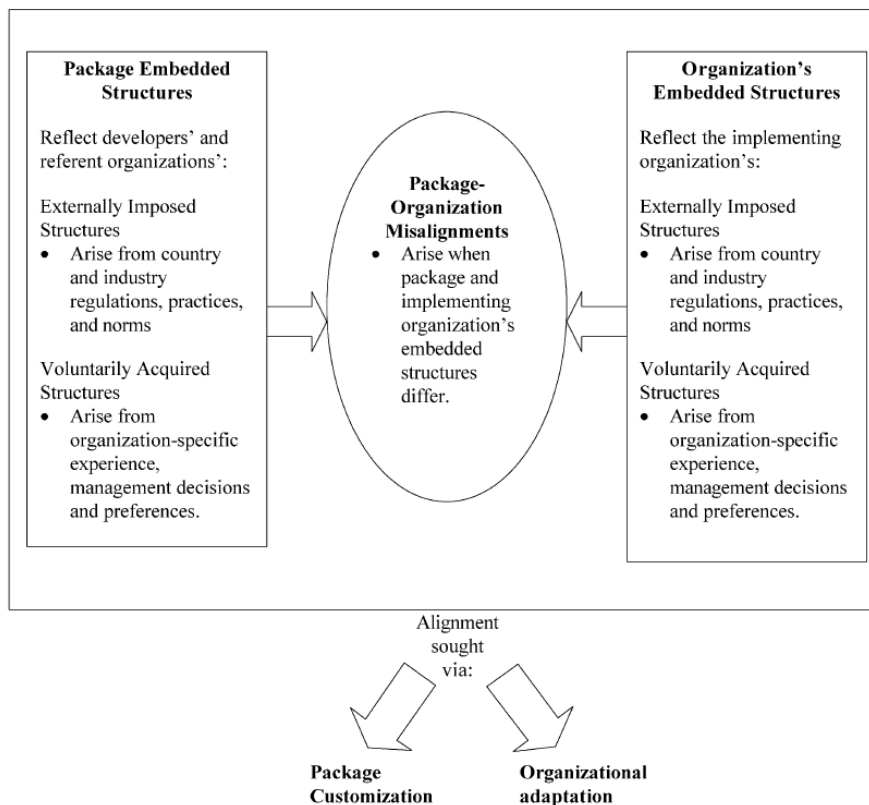 Package Embedded
Structures
Reflect developers’ and
referent organizations’:
Externally Imposed
Structures
• Arise from country
and industry
regulations, practices,
and norms
Voluntarily Acquired
Structures
• Arise from
organization-specific
experience,
management decisions
and preferences.
Package-
Organization
Misalignments
• Arise when
package and
implementing
organization’s
embedded
structures
differ.
Organization’s
Embedded Structures
Reflect the implementing
organization’s:
Externally Imposed
Structures
• Arise from country
and industry
regulations, practices,
and norms
Voluntarily Acquired
Structures
• Arise from
organization-specific
experience,
management decisions
and preferences.
Alignment
sought
via:
Package
Customization
Organizational
adaptation